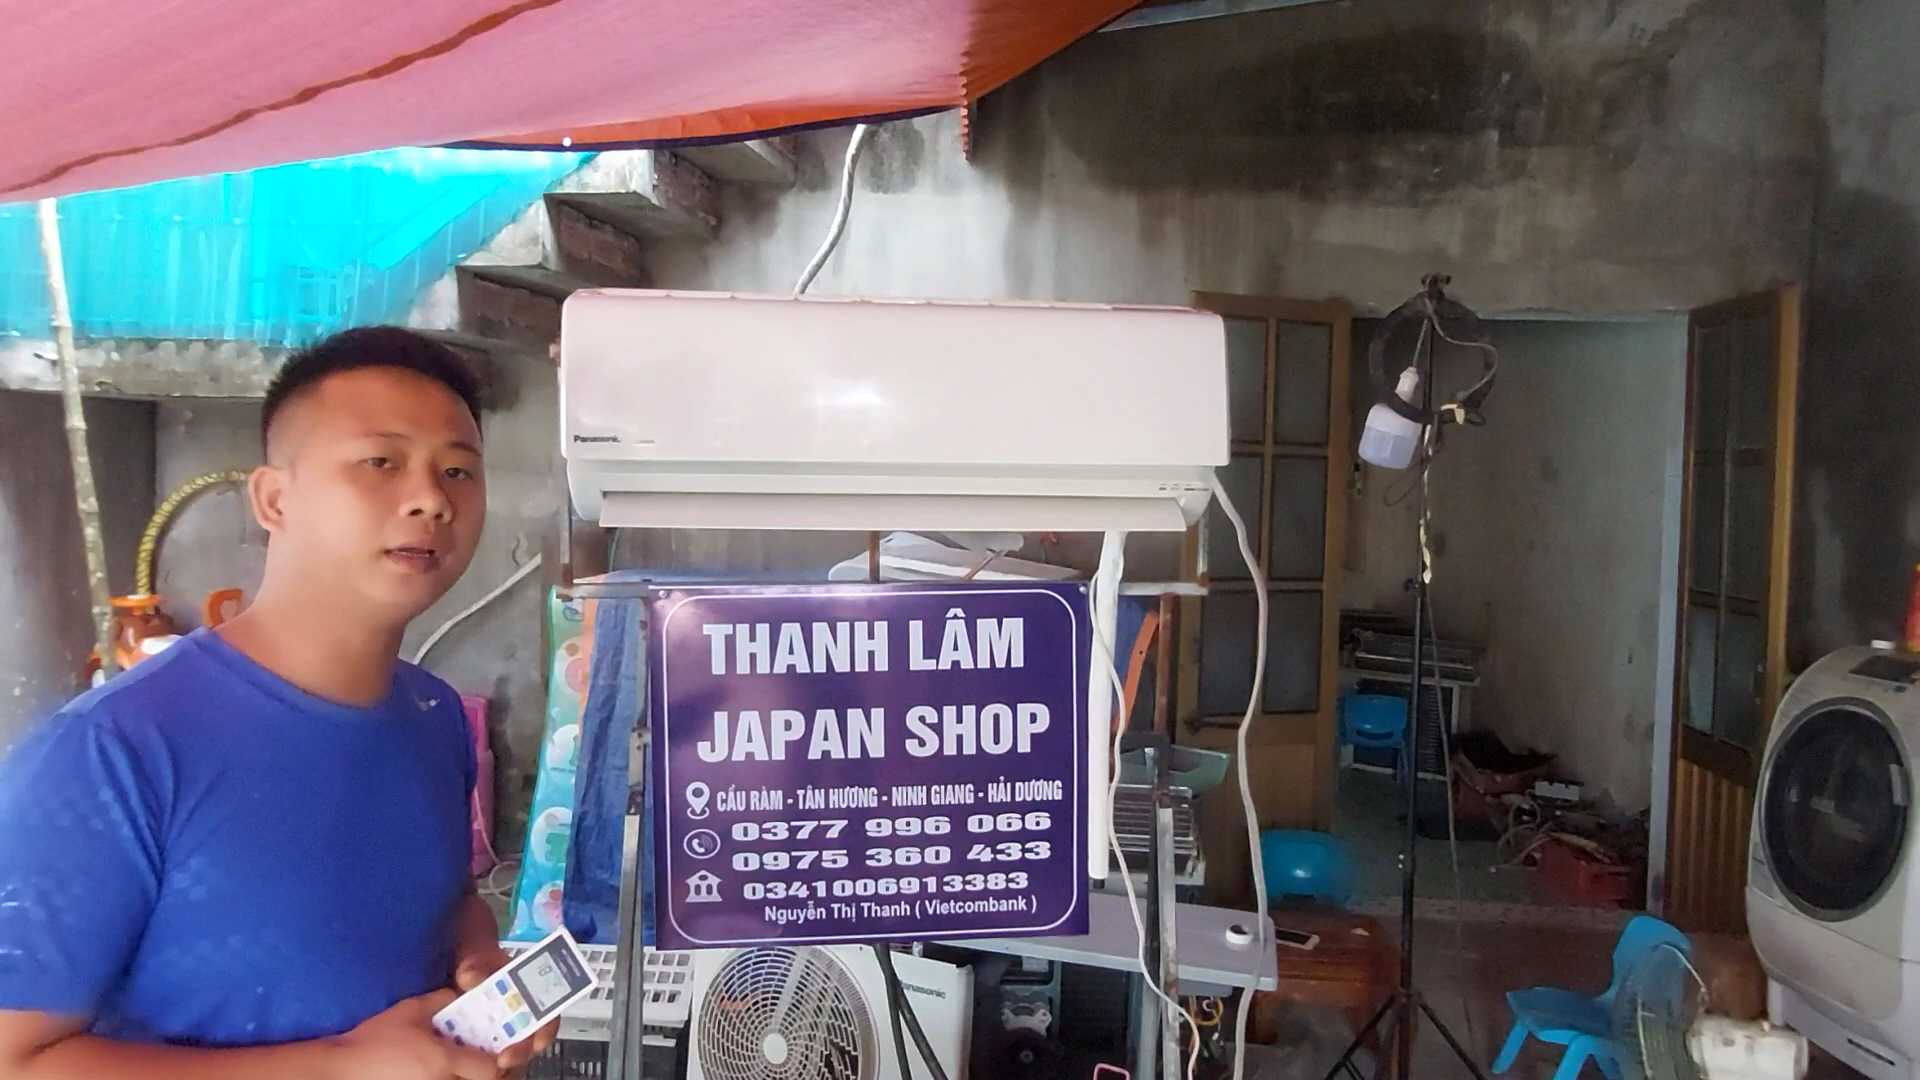 Panasonic
THANH LÂM
JAPAN SHOP
CẦU RÀM - TÂN HƯƠNG - NINH GIANG - HẢI DƯƠNG
0377 996 066
0975 360 433
0341006913383
Nguyễn Thị Thanh ( Vietcombank )
Panasonic